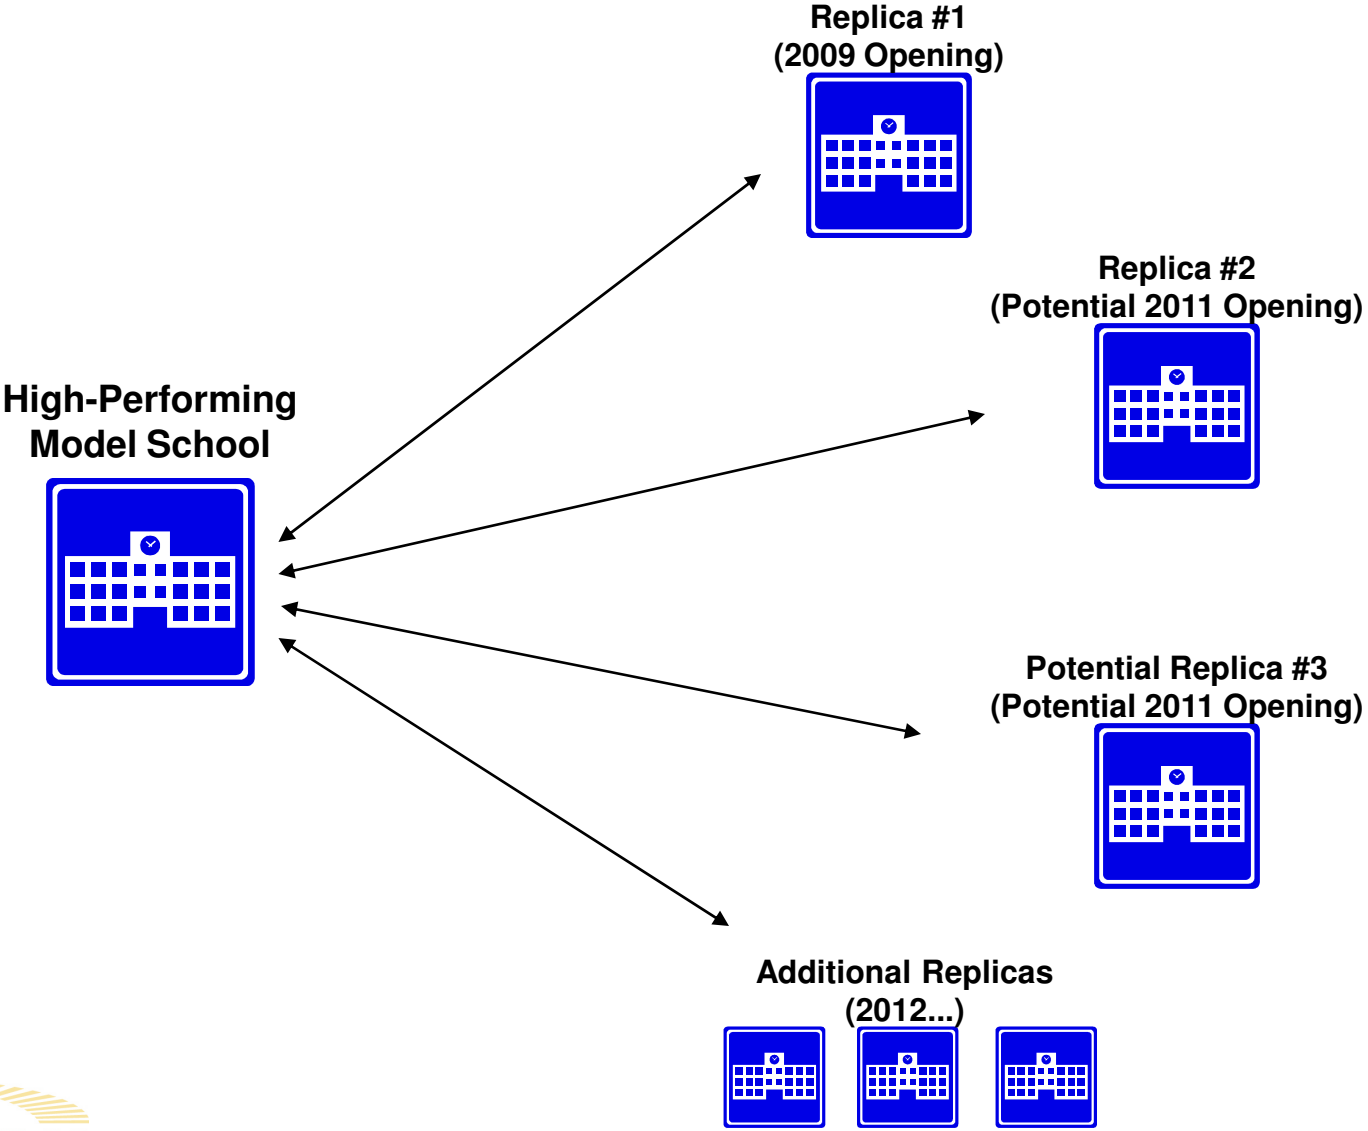 Replica #1
(2009 Opening)
Replica #2
(Potential 2011 Opening)
High-Performing
Model School
Potential Replica #3
(Potential 2011 Opening)
Additional Replicas
(2012...)